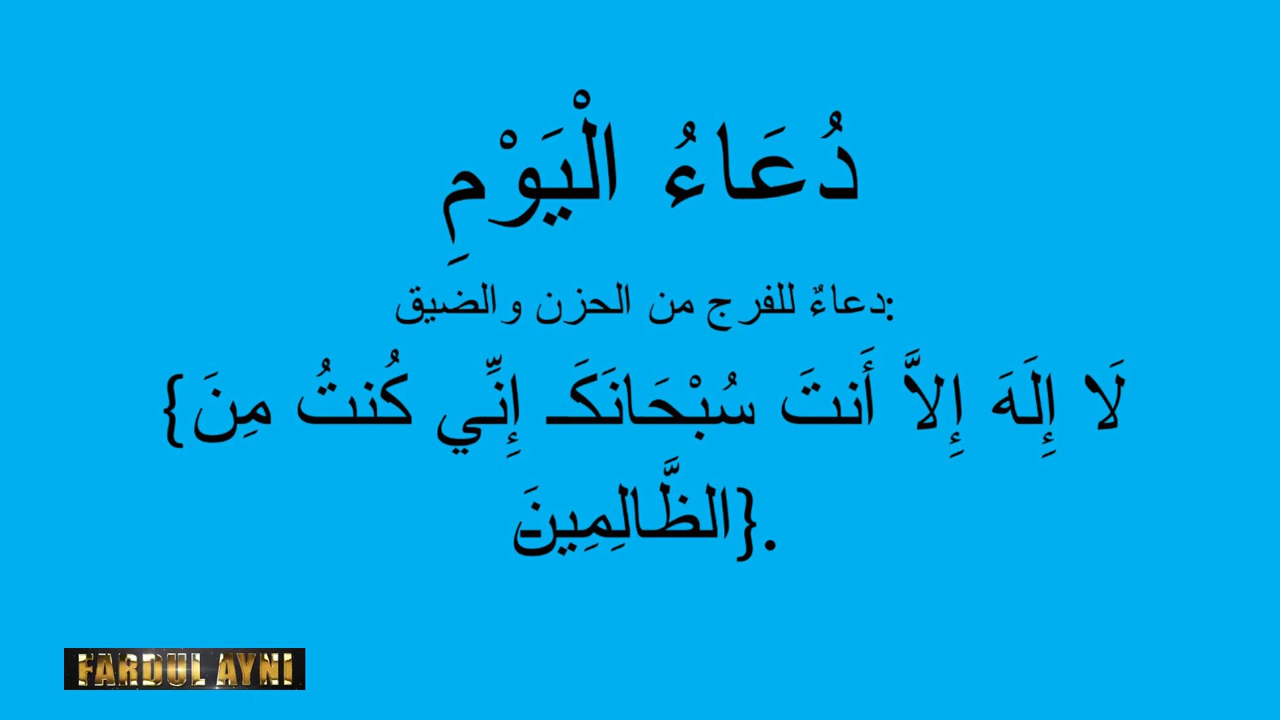 دُعَاءُ الْيَوْمِ
دعاءٌ للفرج من الحزن والضيق:
لَا إِلَهَ إِلاَّ أَنتَ سُبْحَانَكَـ إِنِّي كُنتُ مِنَ{
الظَّالِمِينَ}.
FARDUL AYNI